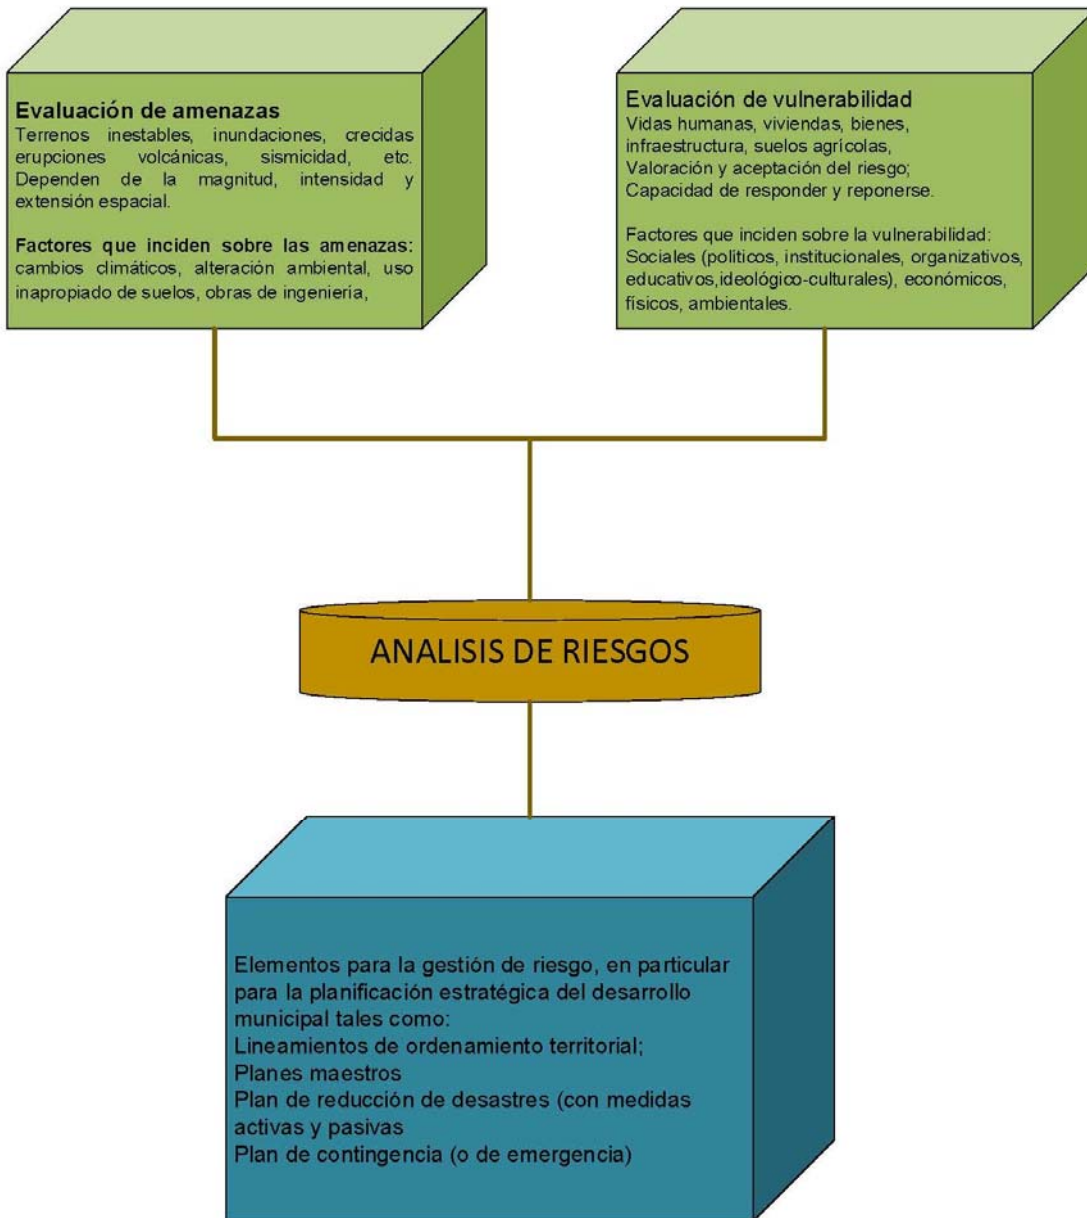 Evaluación de amenazas
Terrenos inestables, inundaciones, crecidas
erupciones volcánicas, sismicidad, etc.
Dependen de la magnitud, intensidad y
extensión espacial.
Factores que inciden sobre las amenazas:
cambios climáticos, alteración ambiental, uso
inapropiado de suelos, obras de ingeniería,
Evaluación de vulnerabilidad
Vidas humanas, viviendas, bienes,
infraestructura, suelos agrícolas,
Valoración y aceptación del riesgo;
Capacidad de responder y reponerse.
Factores que inciden sobre la vulnerabilidad:
Sociales (políticos, institucionales, organizativos,
educativos,ideológico-culturales), económicos,
físicos, ambientales.
ANALISIS DE RIESGOS
Elementos para la gestión de riesgo, en particular
para la planificación estratégica del desarrollo
municipal tales como:
Lineamientos de ordenamiento territorial;
Planes maestros
Plan de reducción de desastres (con medidas
activas y pasivas
Plan de contingencia (o de emergencia)